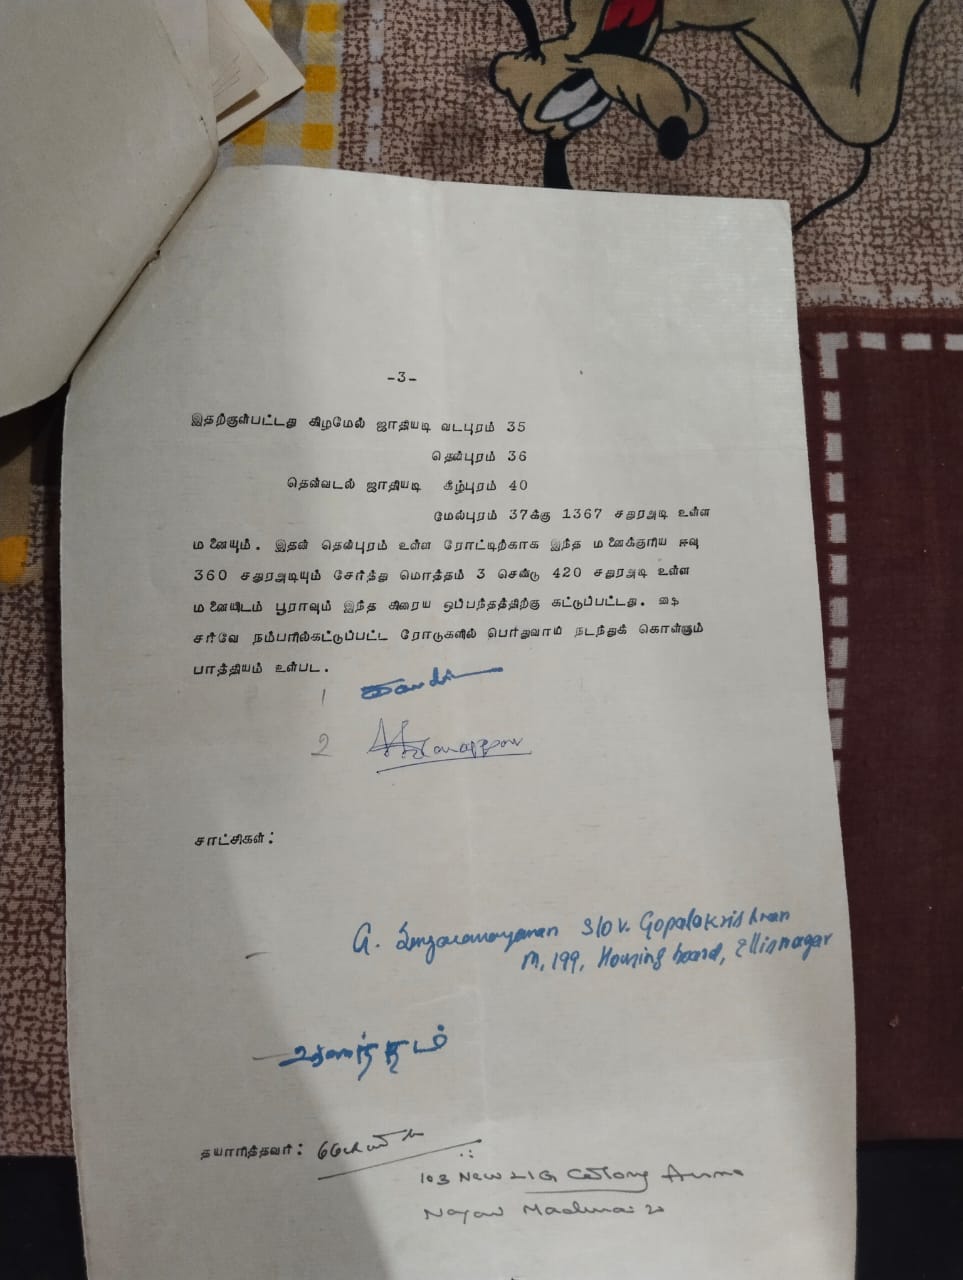 -3-
இதற்குள்பட்டது கிழமேல் ஜாதியடி வடபுரம் 35
தென்புரம் 36
தென்வடல் ஜாதியடி கீழ்புரம் 40
மேல்புரம் 37க்கு 1367 சதுரஅடி உள்ள
மனையும். இதன் தென்புரம் உள்ள ரோட்டிற்காக இந்த மனைக்குரிய ஈவு
360 சதுரஅடியும் சேர்த்து மொத்தம் 3 சென்டு 420 சதுரஅடி உள்ள
மனையிடம் பூராவும் இந்த கிரைய ஒப்பந்தத்திற்கு கட்டுப்பட்டது. ஷை
சர்வே நம்பரில்கட்டுப்பட்ட ரோடுகளில் பெர்துவாய் நடந்துக் கொள்ளும்
பாத்தியம் உள்பட.
1
2
சாட்சிகள்:
G. S/o V. Gopalakrishnan
M, 199, Housing board, Ellisnagar
தயாரித்தவர்:
103 New LIG Colony Anna
Nagar Madurai 20